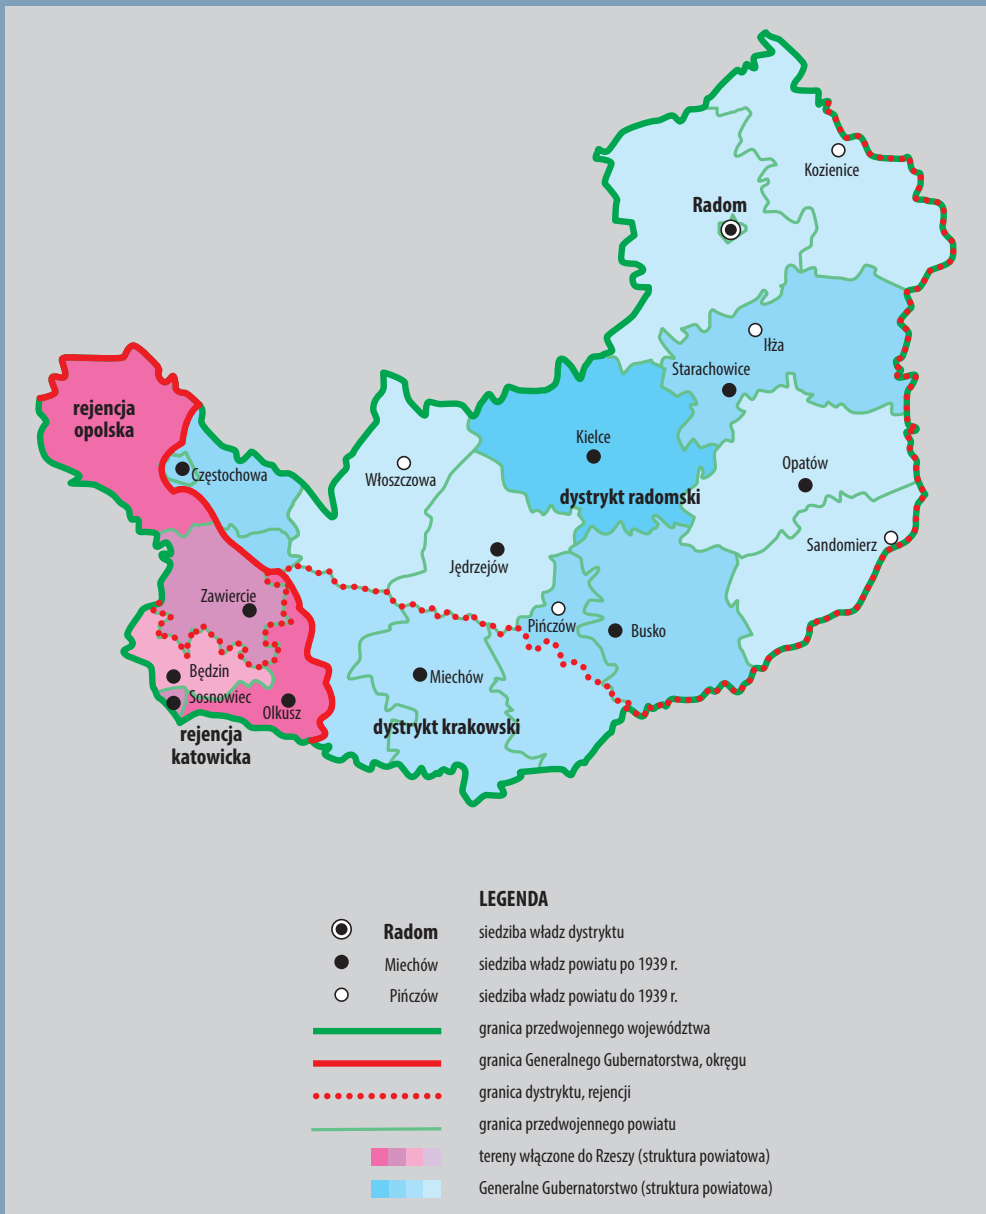 Kozienice
Radom
Iłża
Starachowice
rejencja
opolska
Kielce
Opatów
Częstochowa
Włoszczowa
dystrykt radomski
Sandomierz
Jędrzejów
Zawiercie
Pińczów
Busko
Będzin
Miechów
Sosnowiec
Olkusz
dystrykt krakowski
rejencja
katowicka
LEGENDA
Radom siedziba władz dystryktu
Miechów siedziba władz powiatu po 1939 r.
Pińczów siedziba władz powiatu do 1939 r.
granica przedwojennego województwa
granica Generalnego Gubernatorstwa, okręgu
granica dystryktu, rejencji
granica przedwojennego powiatu
tereny włączone do Rzeszy (struktura powiatowa)
Generalne Gubernatorstwo (struktura powiatowa)